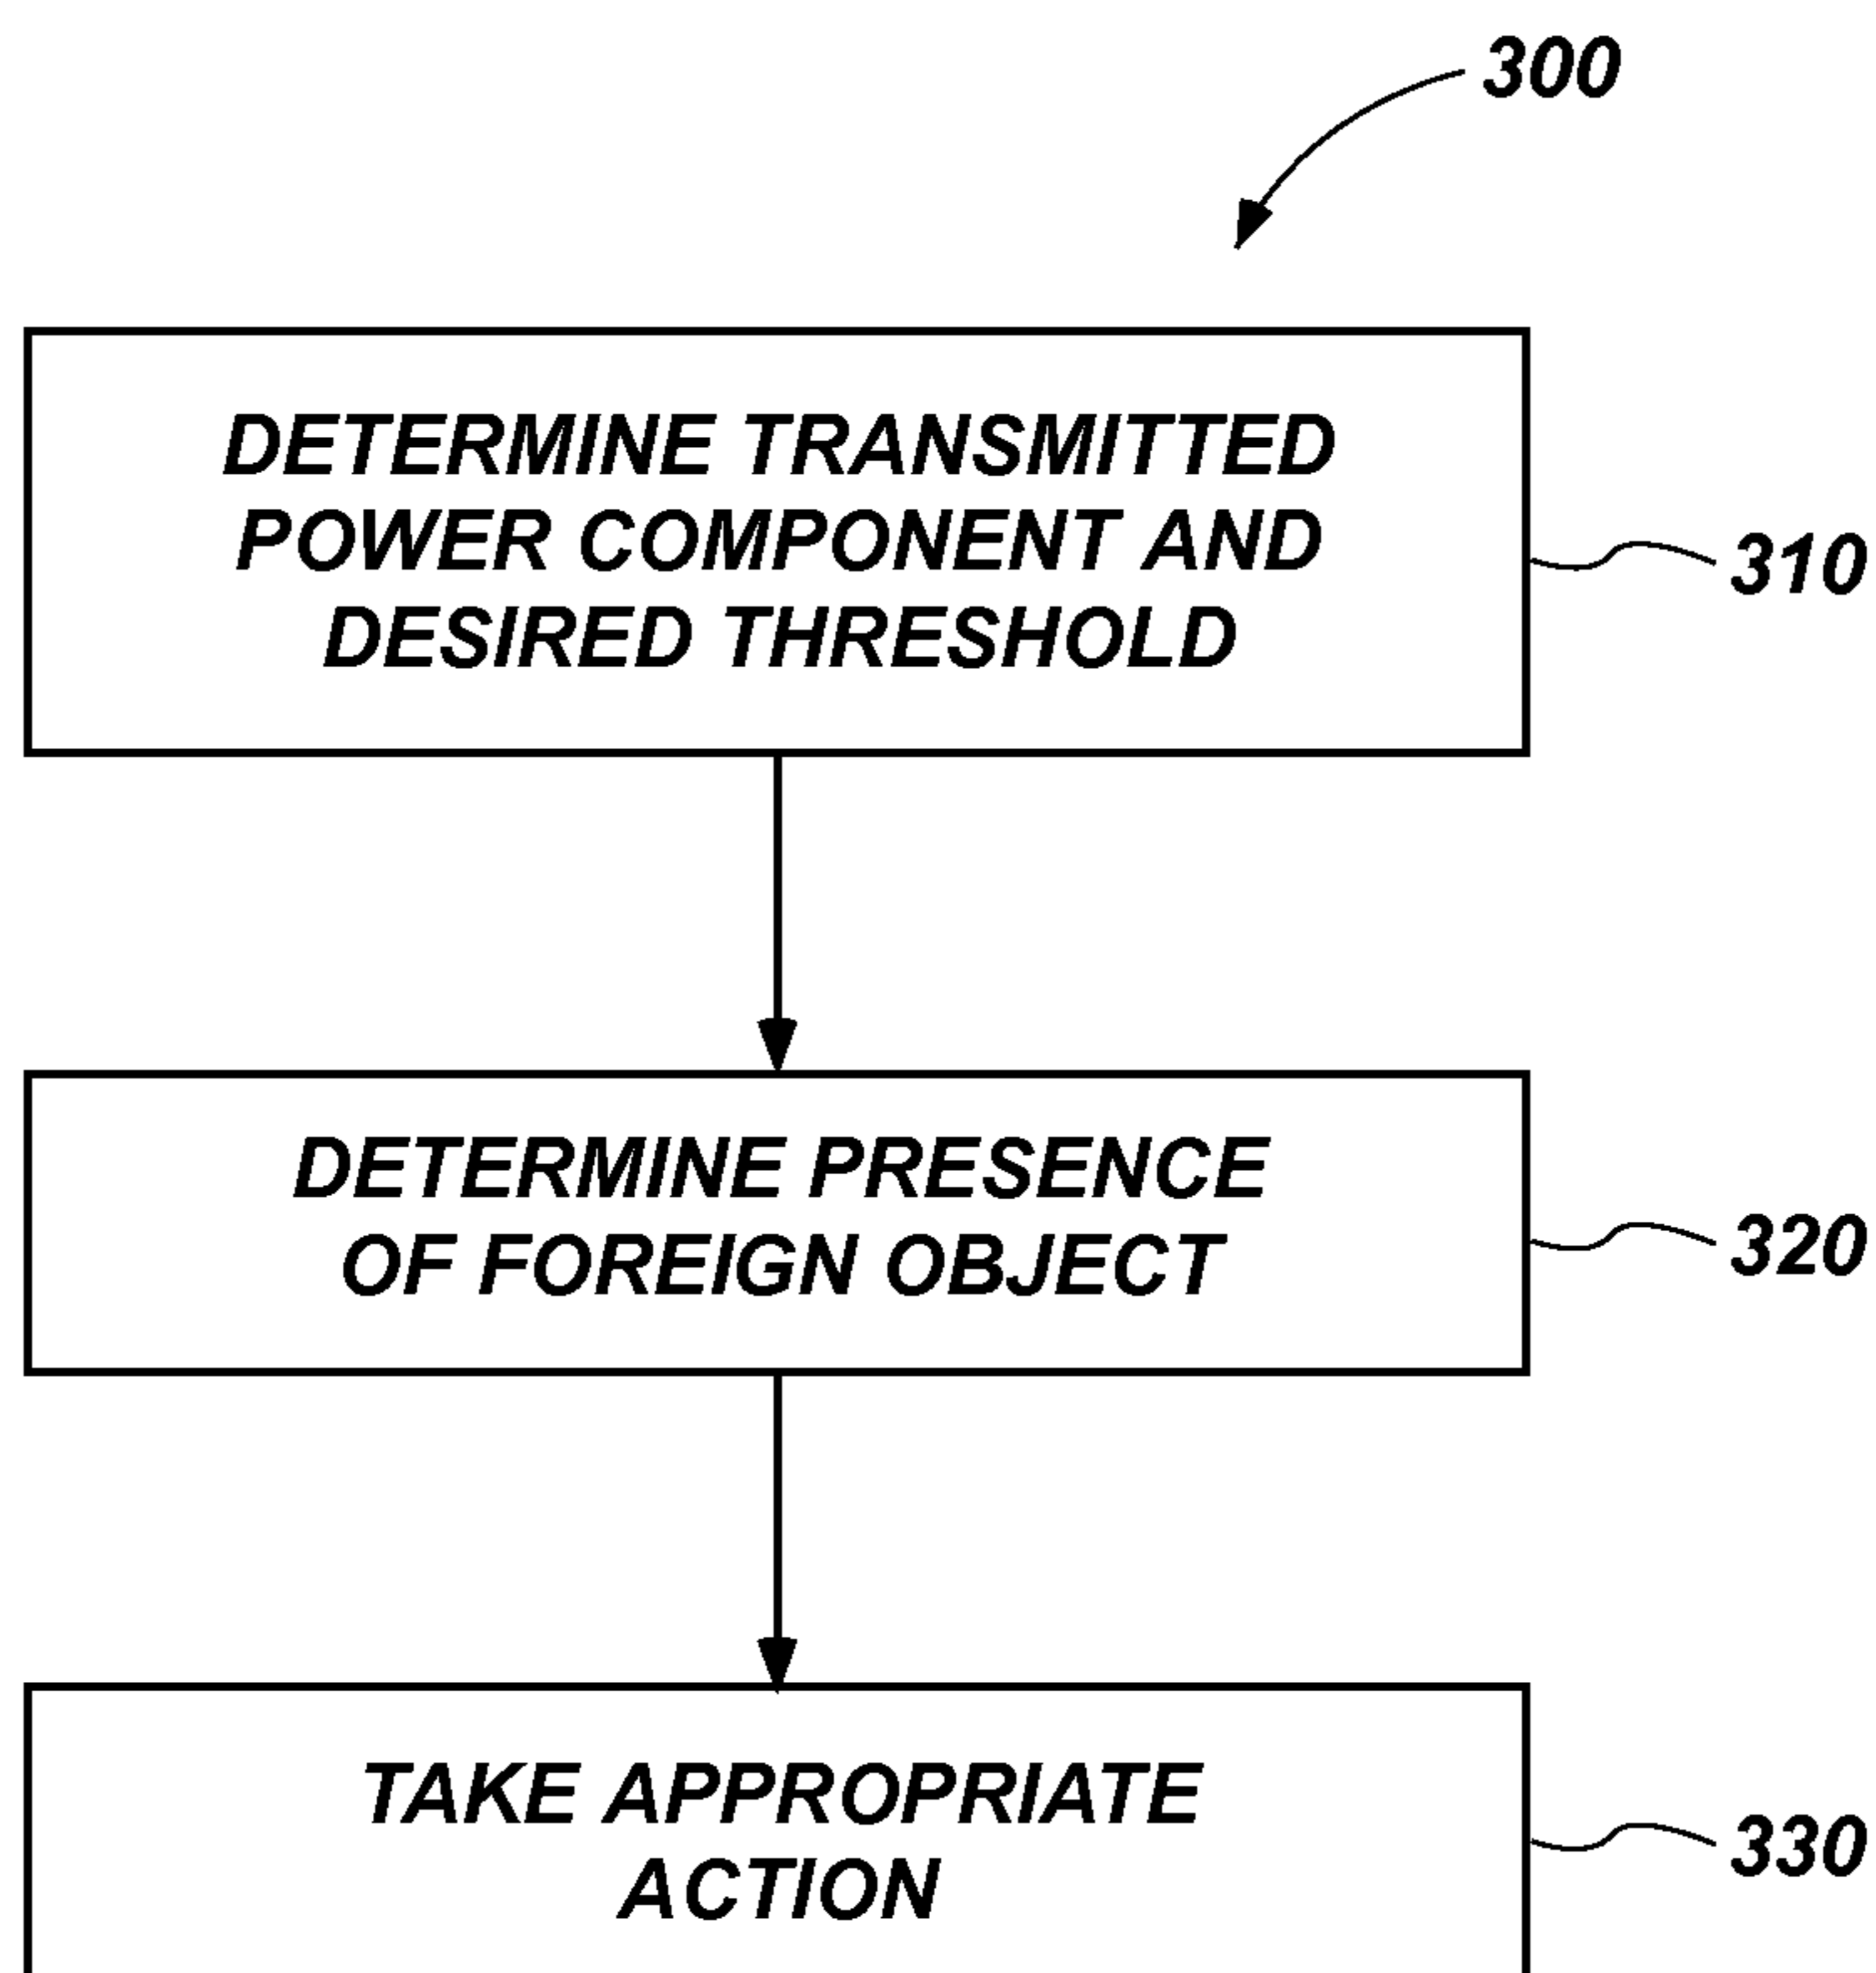 300
DETERMINE TRANSMITTED
POWER COMPONENT AND
DESIRED THRESHOLD
310
DETERMINE PRESENCE
OF FOREIGN OBJECT
320
TAKE APPROPRIATE
ACTION
330